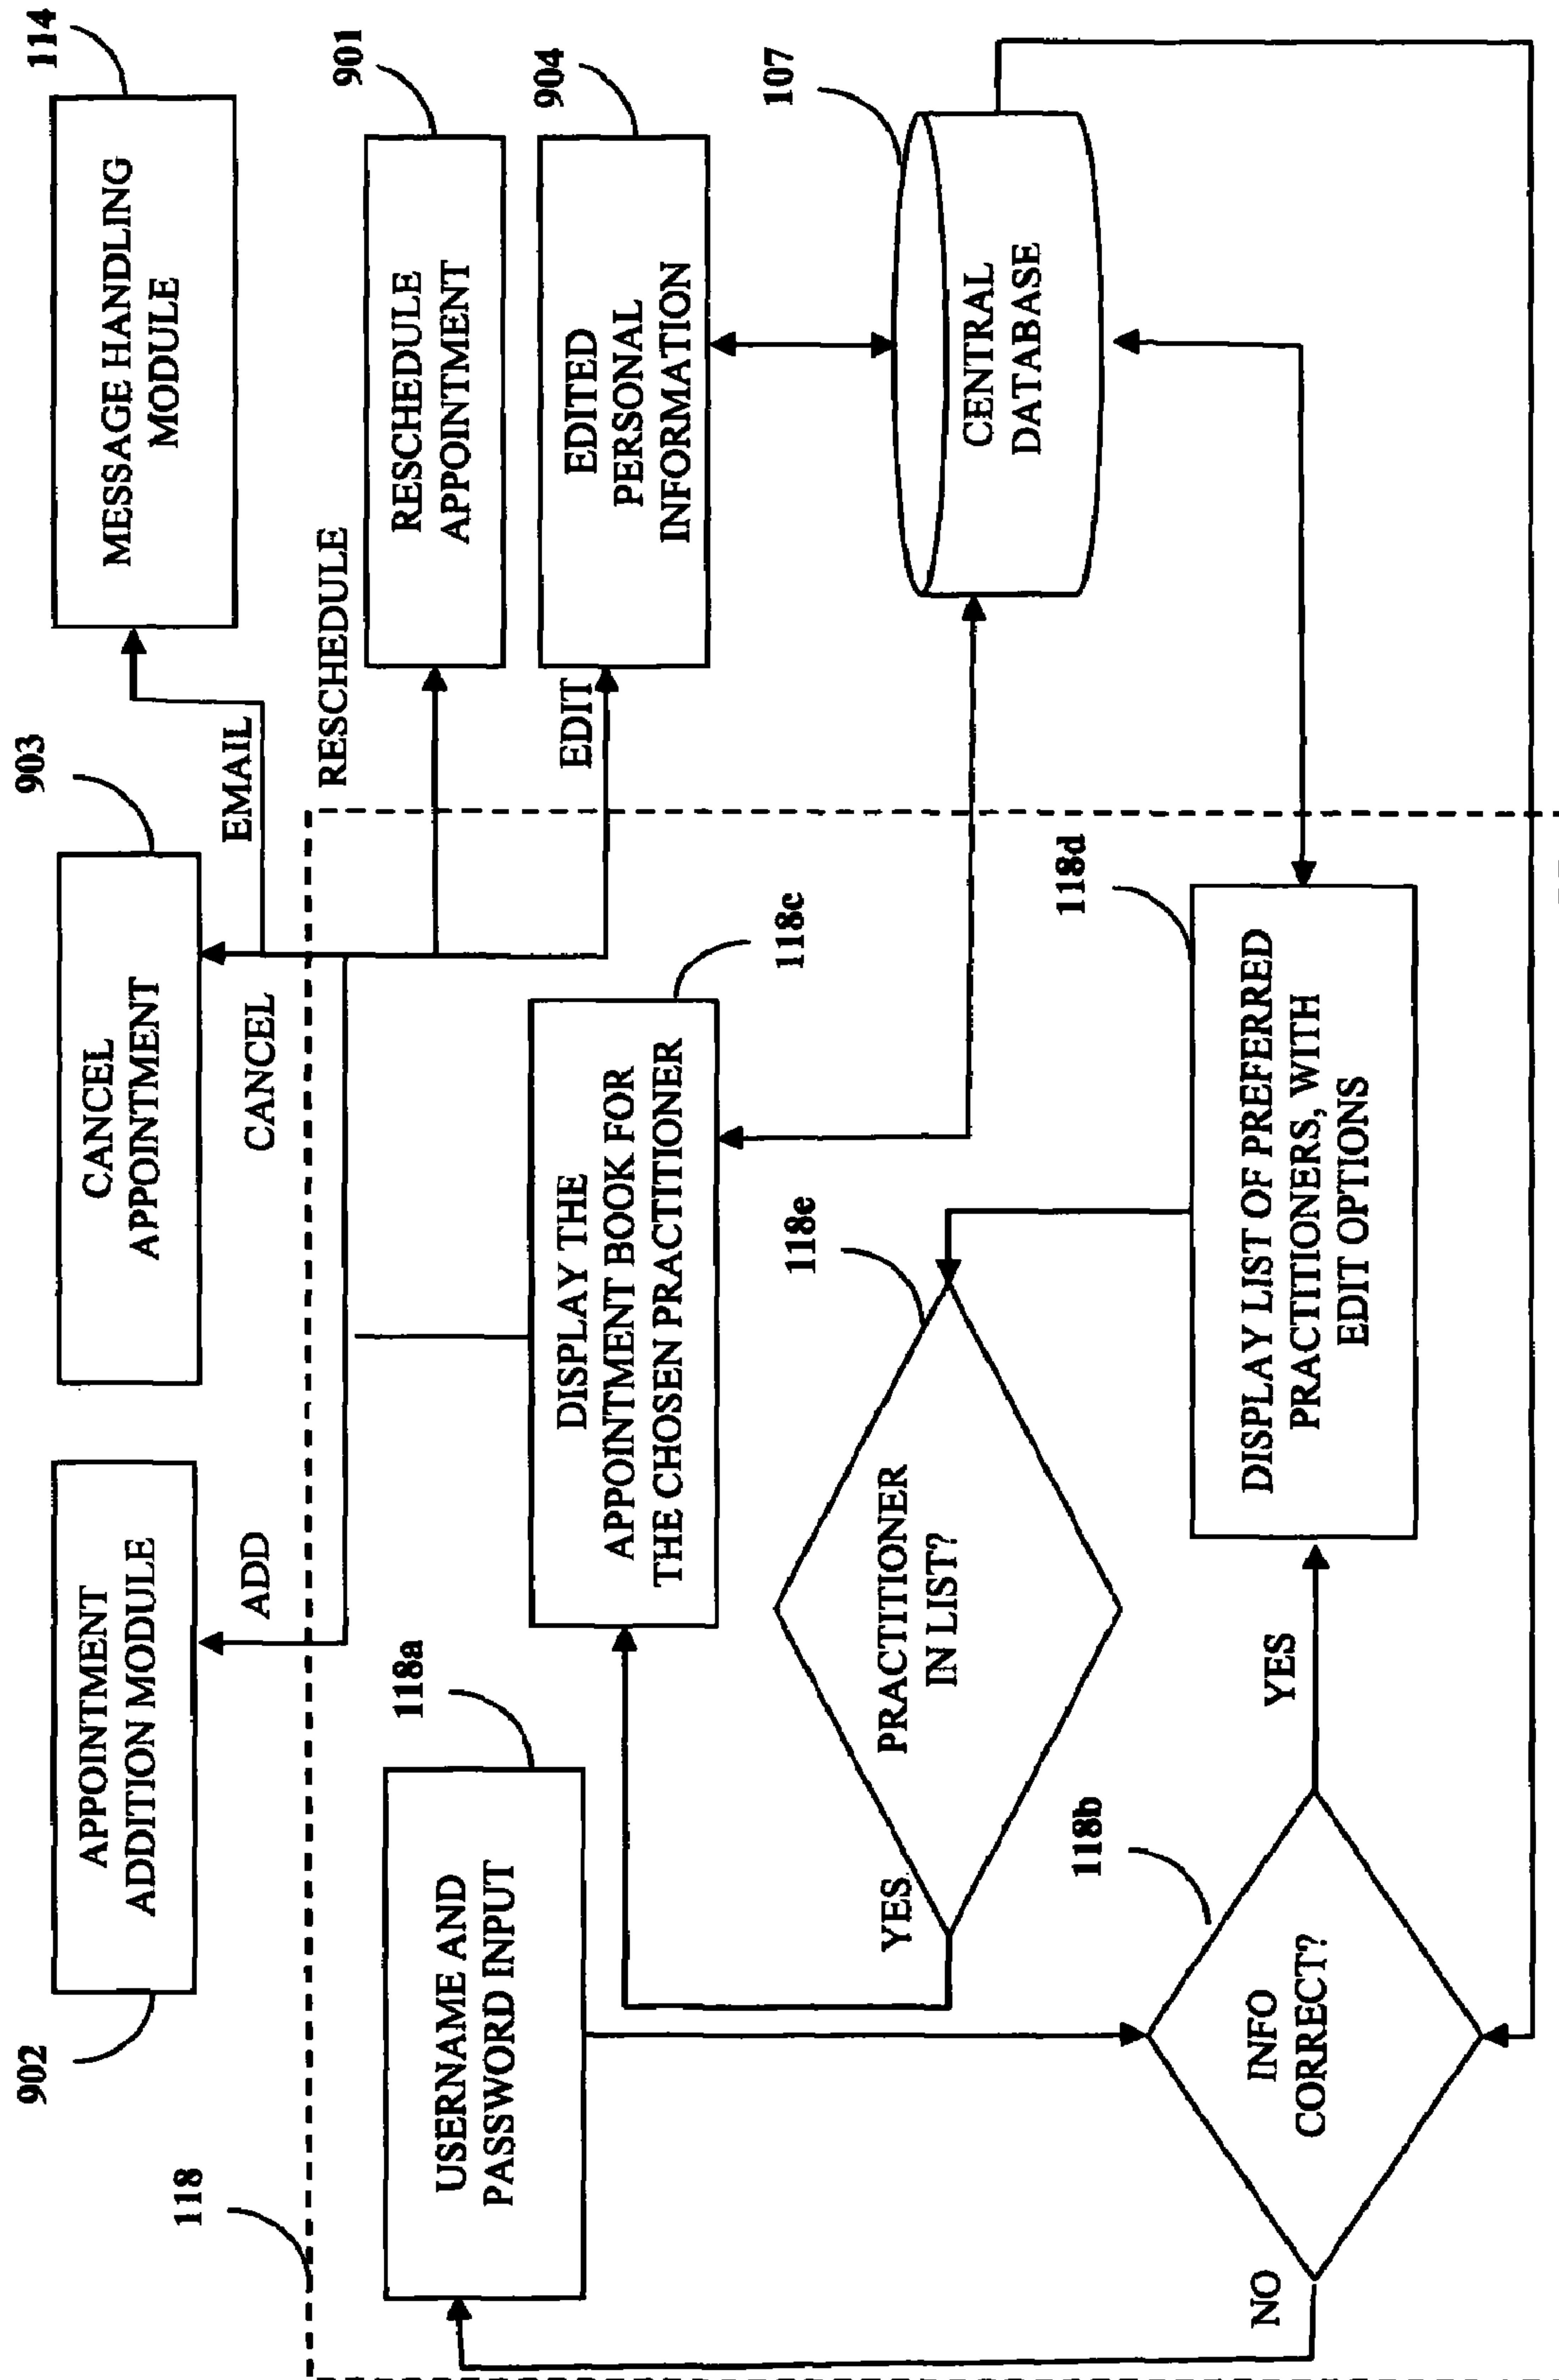 902
APPOINTMENT
ADDITION MODULE
903
CANCEL
APPOINTMENT
114
MESSAGE HANDLING
MODULE
ADD
CANCEL
EMAIL
RESCHEDULE
118
901
RESCHEDULE
APPOINTMENT
118a
USERNAME AND
PASSWORD INPUT
DISPLAY THE
APPOINTMENT BOOK FOR
THE CHOSEN PRACTITIONER
118c
EDIT
904
EDITED
PERSONAL
INFORMATION
118e
YES
PRACTITIONER
IN LIST?
107
CENTRAL
DATABASE
118b
118d
NO
INFO
CORRECT?
YES
DISPLAY LIST OF PREFERRED
PRACTITIONERS, WITH
EDIT OPTIONS